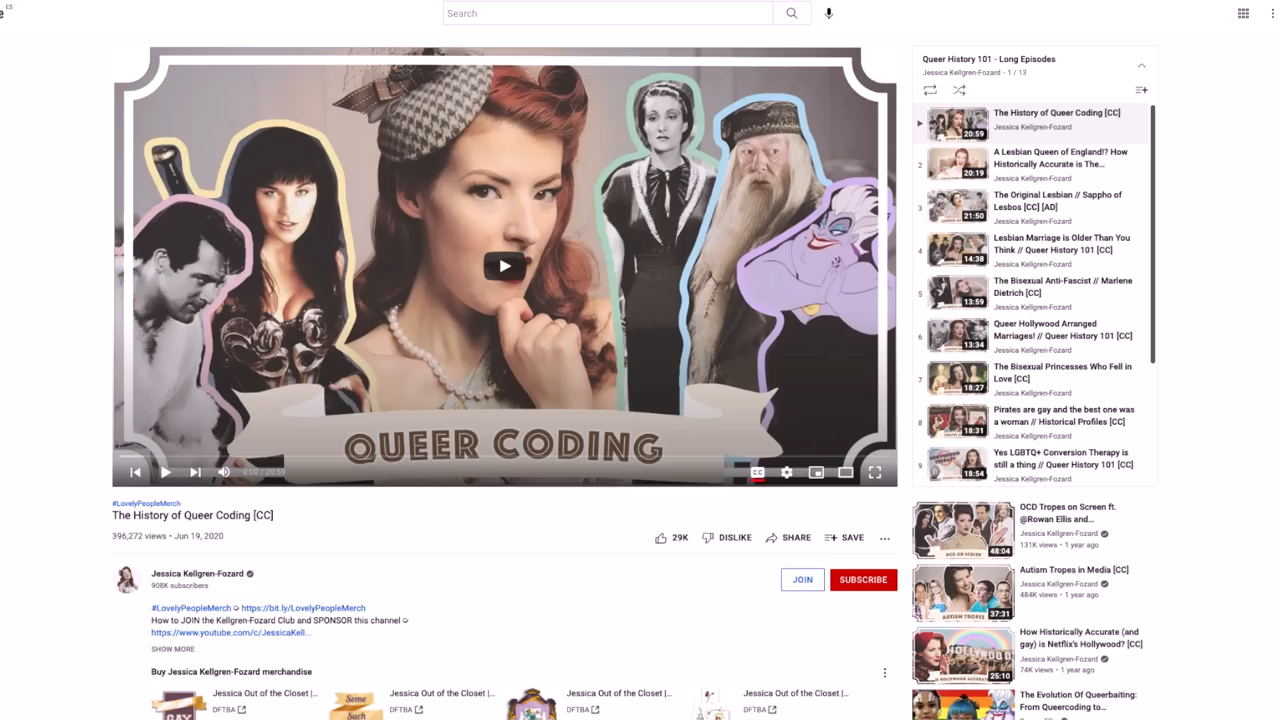 ES
e
Search
QUEER CODING
0:00 / 20:59
CC
#LovelyPeopleMerch
The History of Queer Coding [CC]
396,272 views • Jun 19, 2020
29K
DISLIKE
SHARE
SAVE
...
Jessica Kellgren-Fozard
908K subscribers
JOIN
SUBSCRIBE
#LovelyPeopleMerch ➭ https://bit.ly/LovelyPeopleMerch
How to JOIN the Kellgren-Fozard Club and SPONSOR this channel ➭
https://www.youtube.com/c/JessicaKell...
SHOW MORE
Buy Jessica Kellgren-Fozard merchandise
Jessica Out of the Closet |...
DFTBA
Jessica Out of the Closet |...
DFTBA
Jessica Out of the Closet |...
DFTBA
Jessica Out of the Closet |...
DFTBA
GAY
Some
Such
Queer History 101 - Long Episodes
Jessica Kellgren-Fozard - 1 / 13
The History of Queer Coding [CC]
Jessica Kellgren-Fozard
20:59
2
A Lesbian Queen of England!? How
Historically Accurate is The...
Jessica Kellgren-Fozard
20:19
3
The Original Lesbian // Sappho of
Lesbos [CC] [AD]
Jessica Kellgren-Fozard
21:50
4
Lesbian Marriage is Older Than You
Think // Queer History 101 [CC]
Jessica Kellgren-Fozard
14:38
5
The Bisexual Anti-Fascist // Marlene
Dietrich [CC]
Jessica Kellgren-Fozard
13:59
6
Queer Hollywood Arranged
Marriages! // Queer History 101 [CC]
Jessica Kellgren-Fozard
13:34
7
The Bisexual Princesses Who Fell in
Love [CC]
Jessica Kellgren-Fozard
18:27
8
Pirates are gay and the best one was
a woman // Historical Profiles [CC]
Jessica Kellgren-Fozard
18:31
9
Yes LGBTQ+ Conversion Therapy is
still a thing // Queer History 101 [CC]
Jessica Kellgren-Fozard
18:54
OCD Tropes on Screen ft.
@Rowan Ellis and...
Jessica Kellgren-Fozard
131K views • 1 year ago
OCD ON SCREEN
48:04
Autism Tropes in Media [CC]
Jessica Kellgren-Fozard
484K views • 1 year ago
AUTISM TROPES
37:31
How Historically Accurate (and
gay) is Netflix's Hollywood? [CC]
Jessica Kellgren-Fozard
74K views • 1 year ago
HOLLYWOOD
25:10
The Evolution Of Queerbaiting:
From Queercoding to...